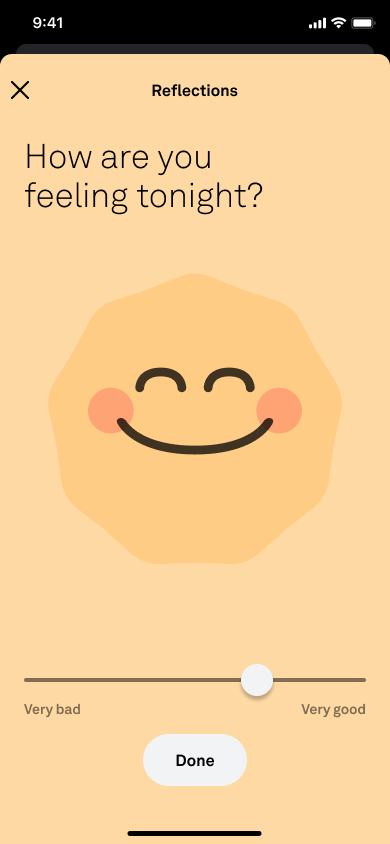 9:41
Reflections
How are you
feeling tonight?
Very bad
Very good
Done